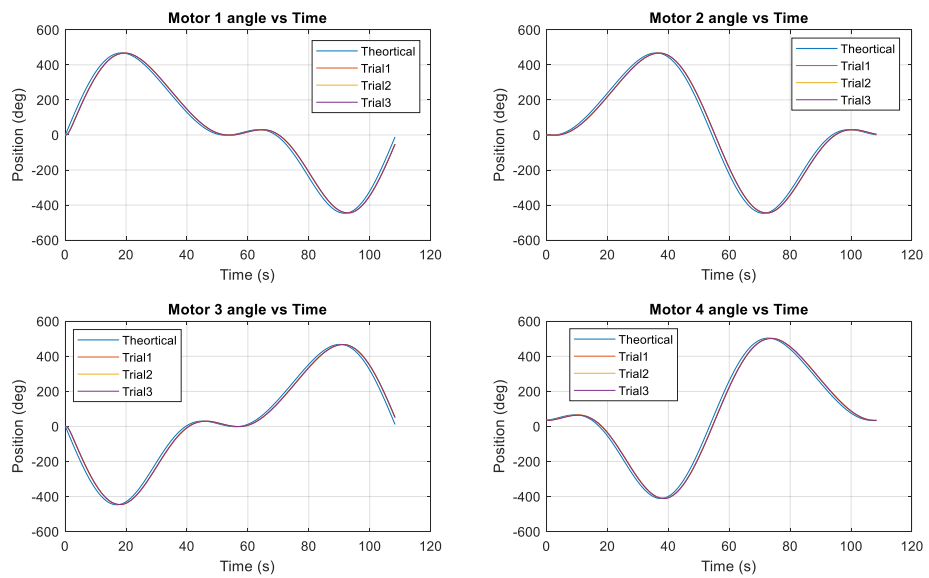 Motor 1 angle vs Time
600
400
200
0
-200
-400
-600
Position (deg)
0 20 40 60 80 100 120
Time (s)
Theortical
Trial1
Trial2
Trial3
Motor 2 angle vs Time
600
400
200
0
-200
-400
-600
Position (deg)
0 20 40 60 80 100 120
Time (s)
Theortical
Trial1
Trial2
Trial3
Motor 3 angle vs Time
600
400
200
0
-200
-400
-600
Position (deg)
0 20 40 60 80 100 120
Time (s)
Theortical
Trial1
Trial2
Trial3
Motor 4 angle vs Time
600
400
200
0
-200
-400
-600
Position (deg)
0 20 40 60 80 100 120
Time (s)
Theortical
Trial1
Trial2
Trial3